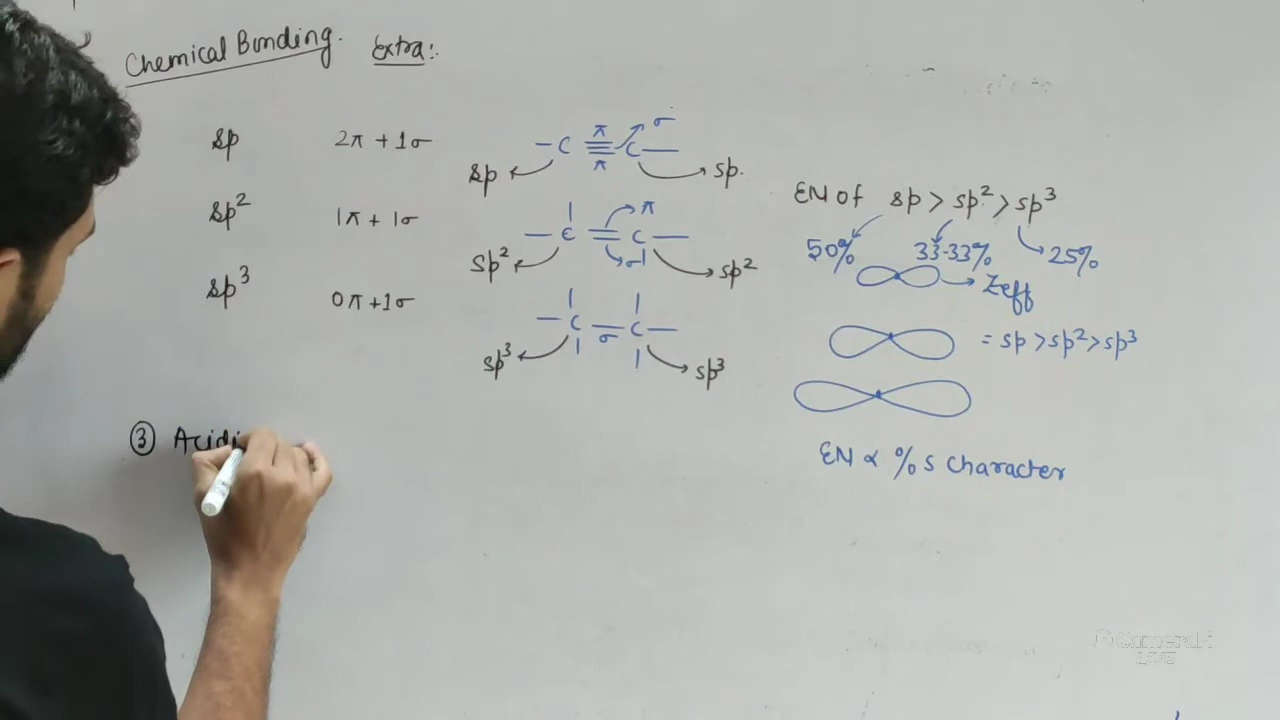 Chemical Bonding. Extra:
sp 2π + 1σ
sp² 1π + 1σ
sp³ 0π + 1σ
σ
π
– C ≡ C —
π
sp sp.
π
— C = C —
σ
sp² sp²
— C — C —
σ
sp³ sp³
EN of sp > sp² > sp³
50% 33.33% 25%
Zeff
= sp > sp² > sp³
EN ∝ % s character
③ Acidi